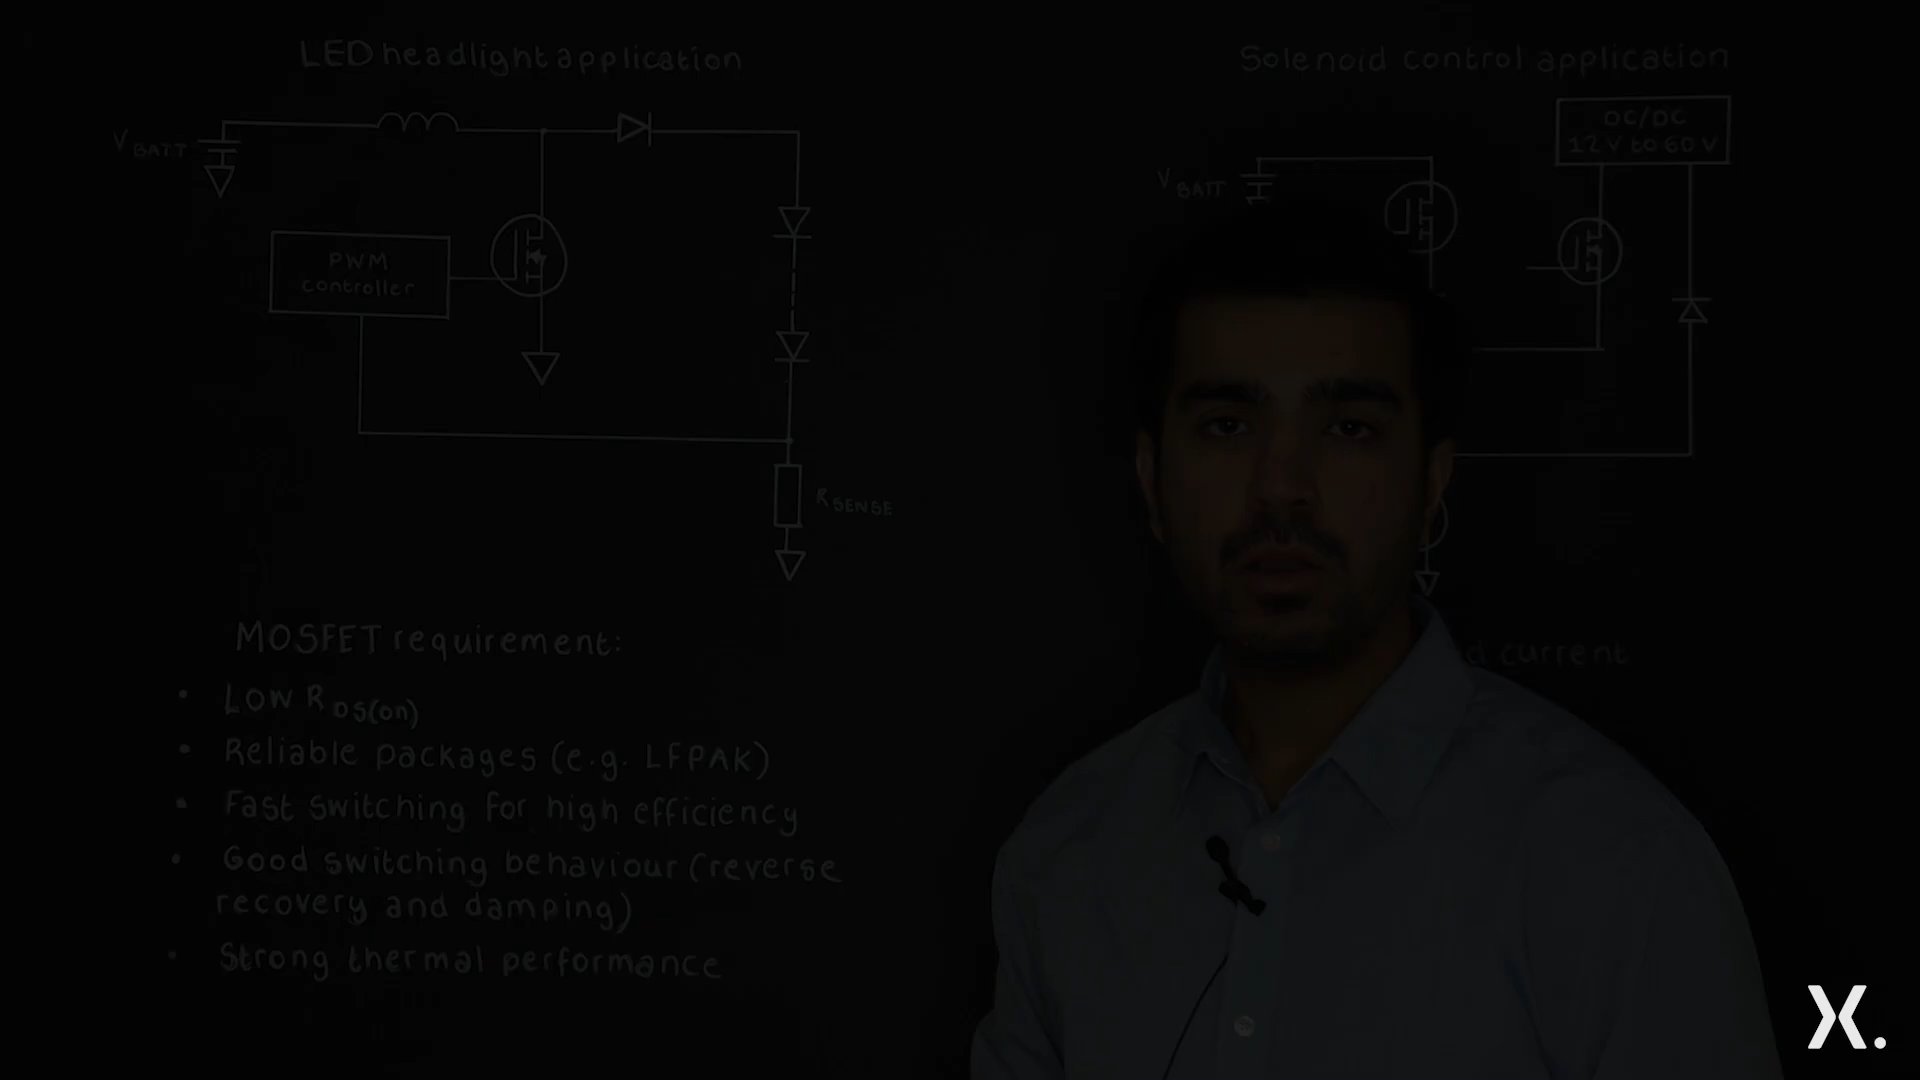 LED headlight application
VBATT
PWM
controller
RSENSE
MOSFET requirement:
• Low RDS(on)
• Reliable packages (e.g. LFPAK)
• Fast switching for high efficiency
• Good switching behaviour (reverse
recovery and damping)
• Strong thermal performance
Solenoid control application
DC/DC
12 V to 60 V
VBATT
current
X.